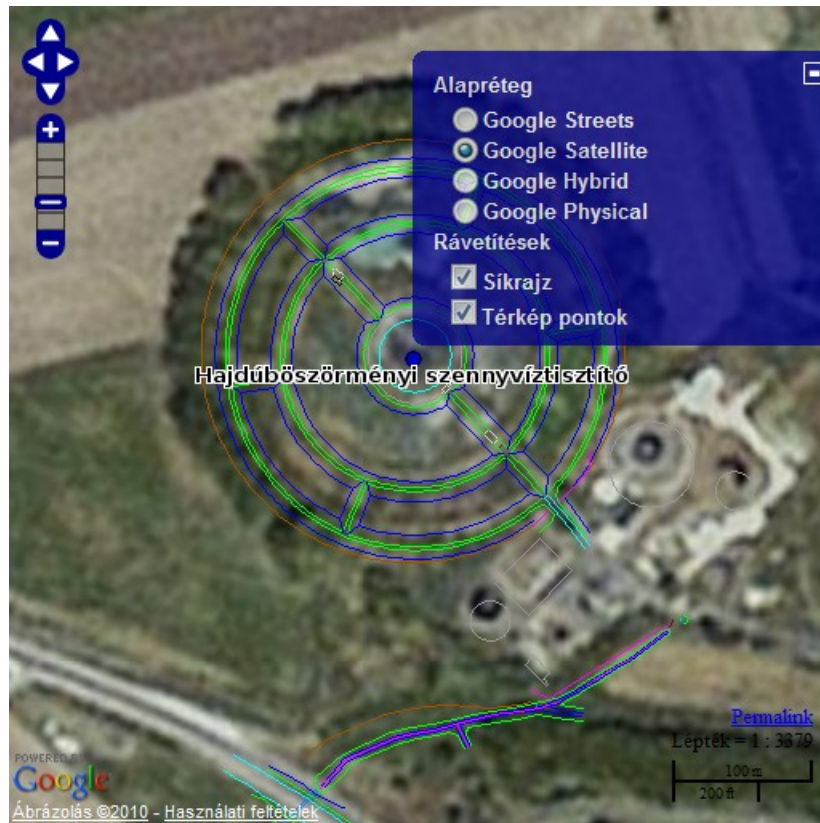 Alapréteg
Google Streets
Google Satellite
Google Hybrid
Google Physical
Rávetítések
Síkrajz
Térkép pontok
Hajdúböszörményi szennyvíztisztító
Permalink
Lépték = 1 : 3379
100 m
200 ft
POWERED BY
Google
Ábrázolás ©2010 - Használati feltételek